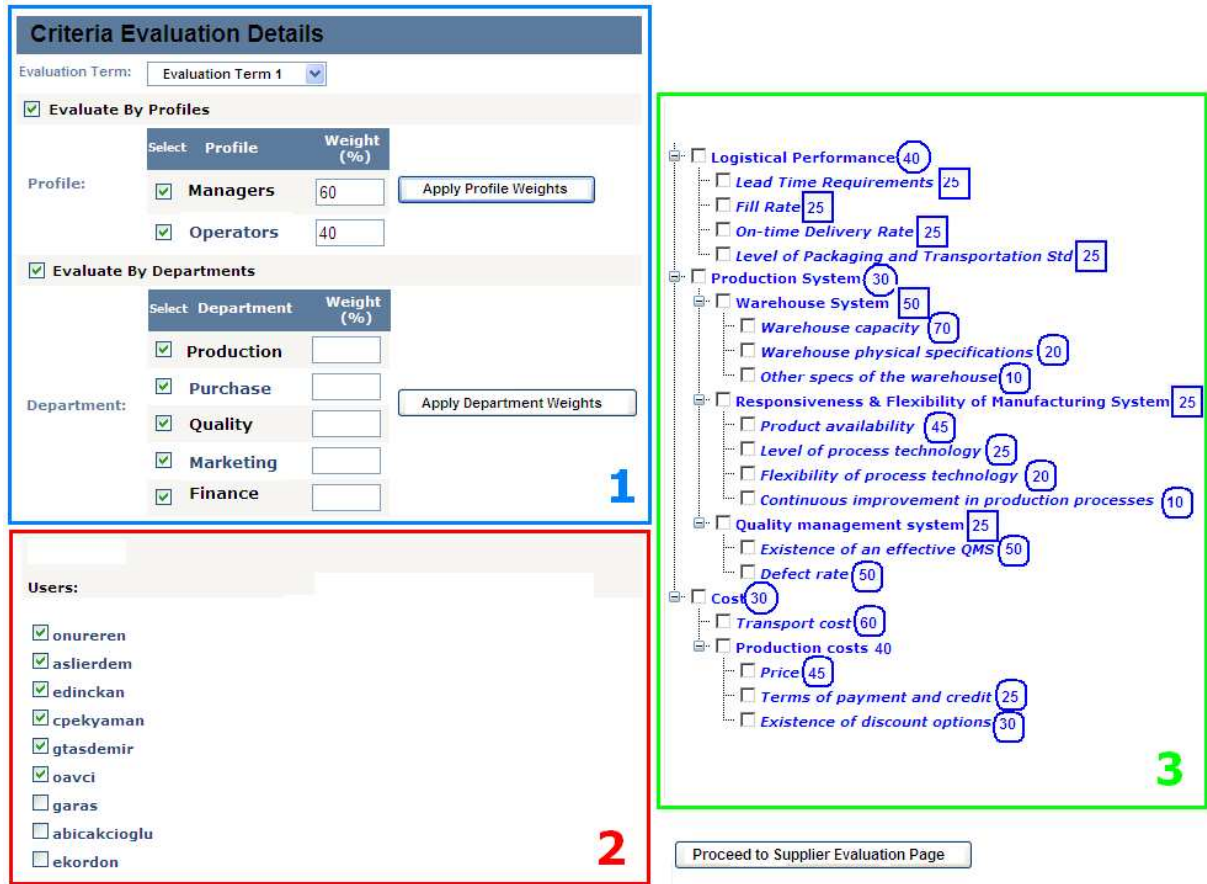 Criteria Evaluation Details
Evaluation Term: Evaluation Term 1
Evaluate By Profiles
Select Profile Weight (%)
Profile:
Managers 60 Apply Profile Weights
Operators 40
Evaluate By Departments
Select Department Weight (%)
Production
Purchase
Department: Apply Department Weights
Quality
Marketing
Finance
1
Users:
onureren
aslierdem
edinckan
cpekyaman
gtasdemir
oavci
garas
abicakcioglu
ekordon
2
Logistical Performance 40
Lead Time Requirements 25
Fill Rate 25
On-time Delivery Rate 25
Level of Packaging and Transportation Std 25
Production System 30
Warehouse System 50
Warehouse capacity 70
Warehouse physical specifications 20
Other specs of the warehouse 10
Responsiveness & Flexibility of Manufacturing System 25
Product availability 45
Level of process technology 25
Flexibility of process technology 20
Continuous improvement in production processes 10
Quality management system 25
Existence of an effective QMS 50
Defect rate 50
Cost 30
Transport cost 60
Production costs 40
Price 45
Terms of payment and credit 25
Existence of discount options 30
3
Proceed to Supplier Evaluation Page